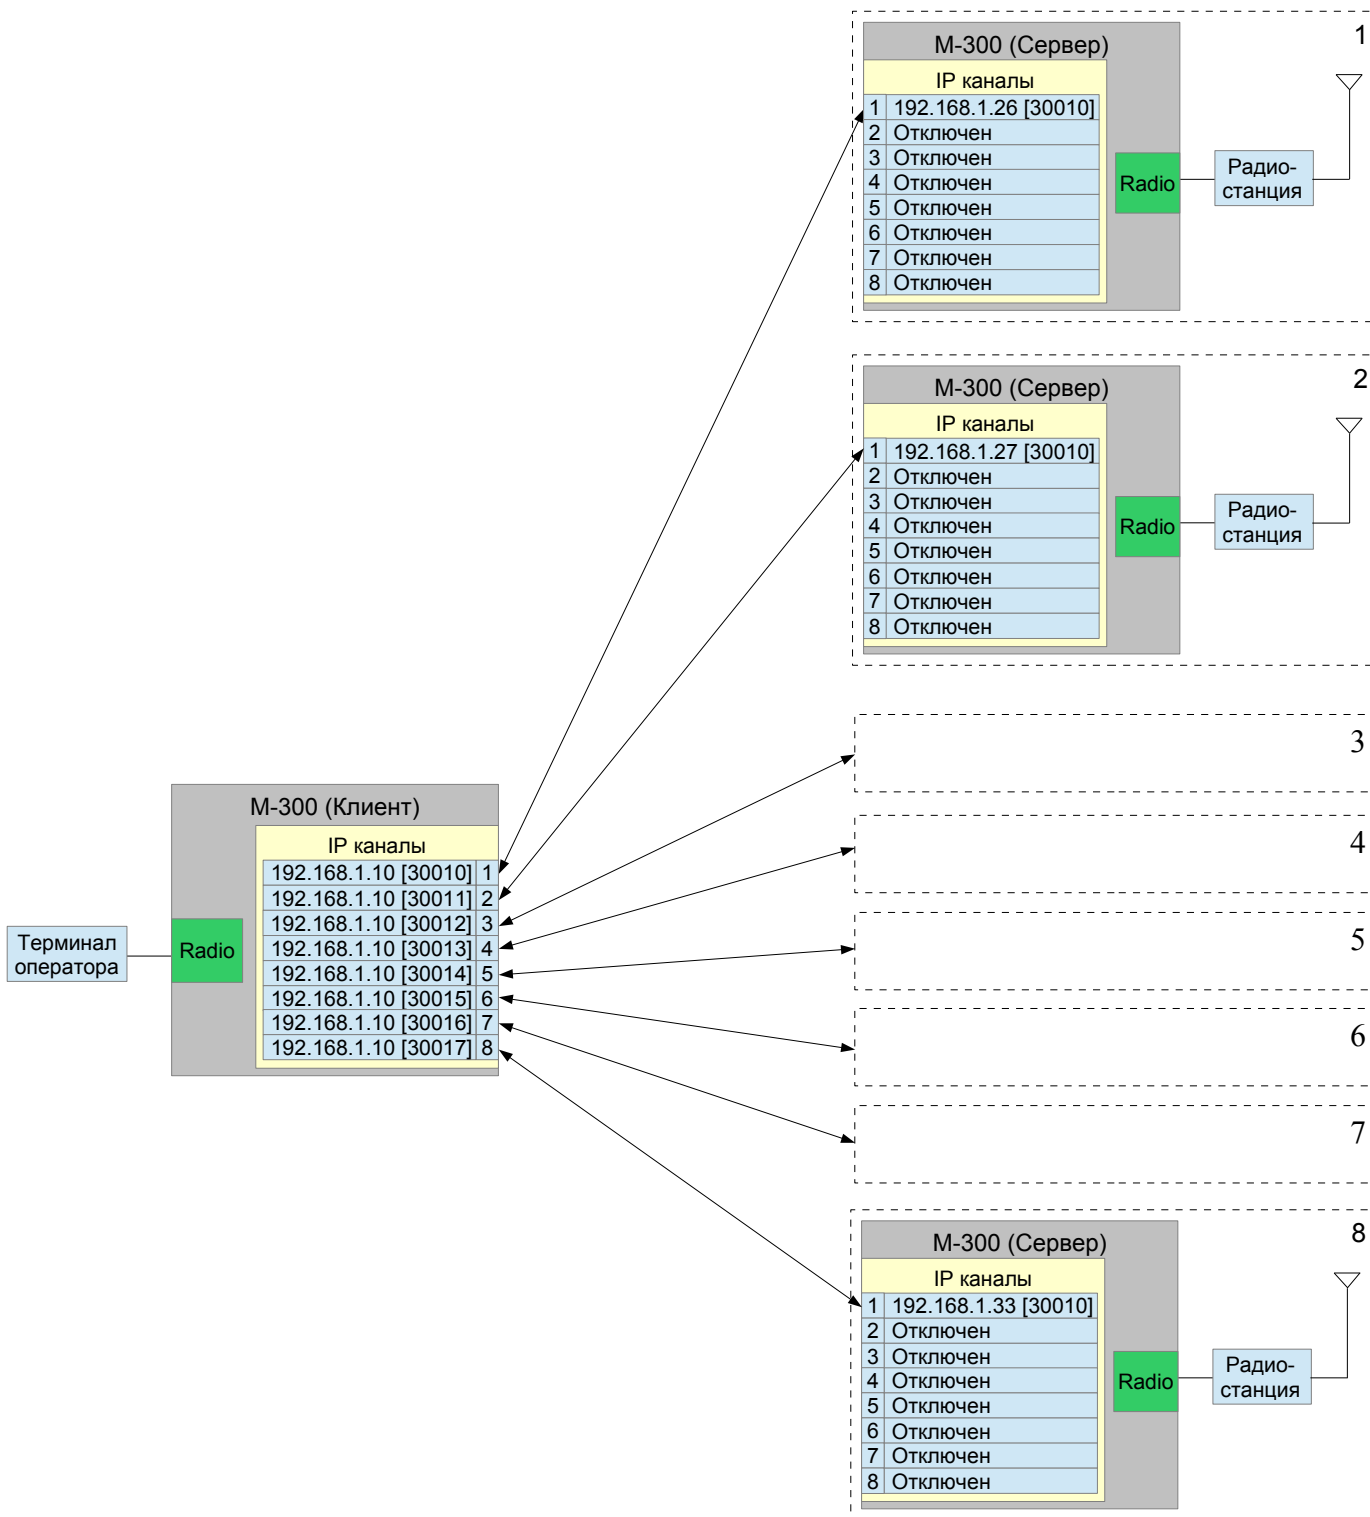 1
М-300 (Сервер)
IP каналы
1 192.168.1.26 [30010]
2 Отключен
3 Отключен
4 Отключен
5 Отключен
6 Отключен
7 Отключен
8 Отключен
Radio
Радио-
станция
2
М-300 (Сервер)
IP каналы
1 192.168.1.27 [30010]
2 Отключен
3 Отключен
4 Отключен
5 Отключен
6 Отключен
7 Отключен
8 Отключен
Radio
Радио-
станция
3
4
5
6
7
Терминал
оператора
Radio
М-300 (Клиент)
IP каналы
192.168.1.10 [30010] 1
192.168.1.10 [30011] 2
192.168.1.10 [30012] 3
192.168.1.10 [30013] 4
192.168.1.10 [30014] 5
192.168.1.10 [30015] 6
192.168.1.10 [30016] 7
192.168.1.10 [30017] 8
8
М-300 (Сервер)
IP каналы
1 192.168.1.33 [30010]
2 Отключен
3 Отключен
4 Отключен
5 Отключен
6 Отключен
7 Отключен
8 Отключен
Radio
Радио-
станция